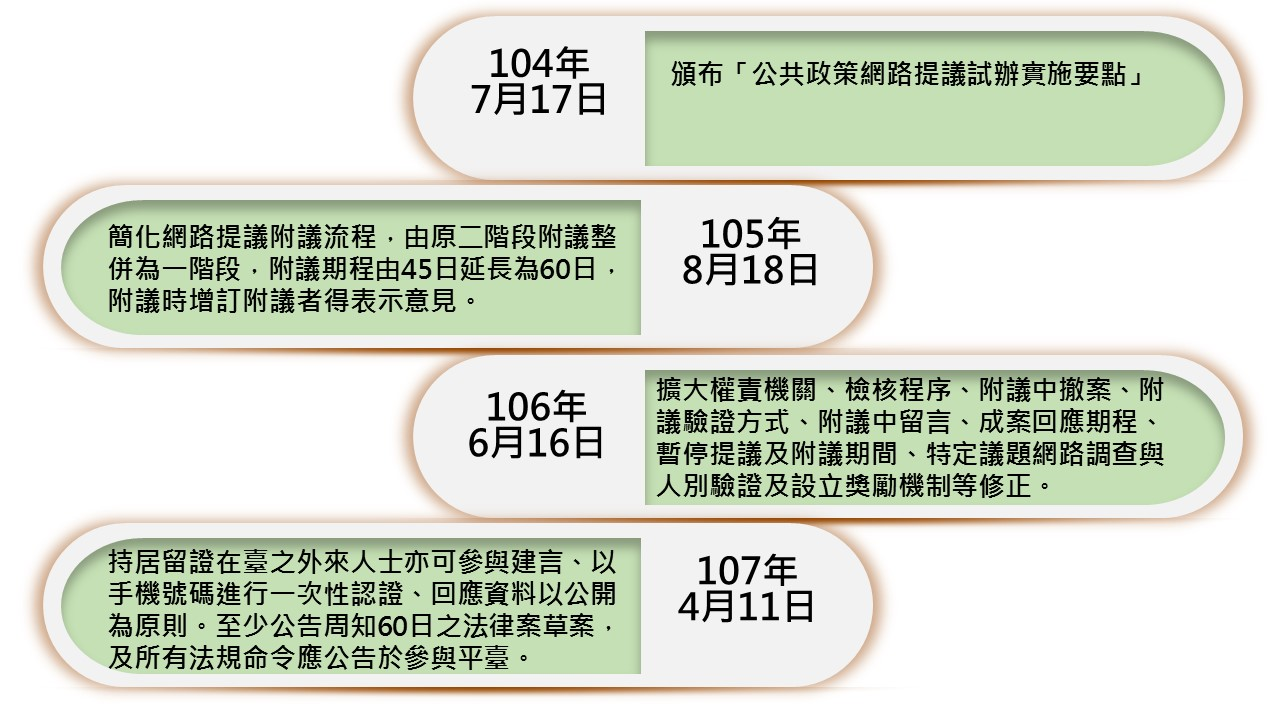 104年
7月17日
頒布「公共政策網路提議試辦實施要點」
簡化網路提議附議流程，由原二階段附議整
併為一階段，附議期程由45日延長為60日，
附議時增訂附議者得表示意見。
105年
8月18日
106年
6月16日
擴大權責機關、檢核程序、附議中撤案、附
議驗證方式、附議中留言、成案回應期程、
暫停提議及附議期間、特定議題網路調查與
人別驗證及設立獎勵機制等修正。
持居留證在臺之外來人士亦可參與建言、以
手機號碼進行一次性認證、回應資料以公開
為原則。至少公告周知60日之法律案草案，
及所有法規命令應公告於參與平臺。
107年
4月11日